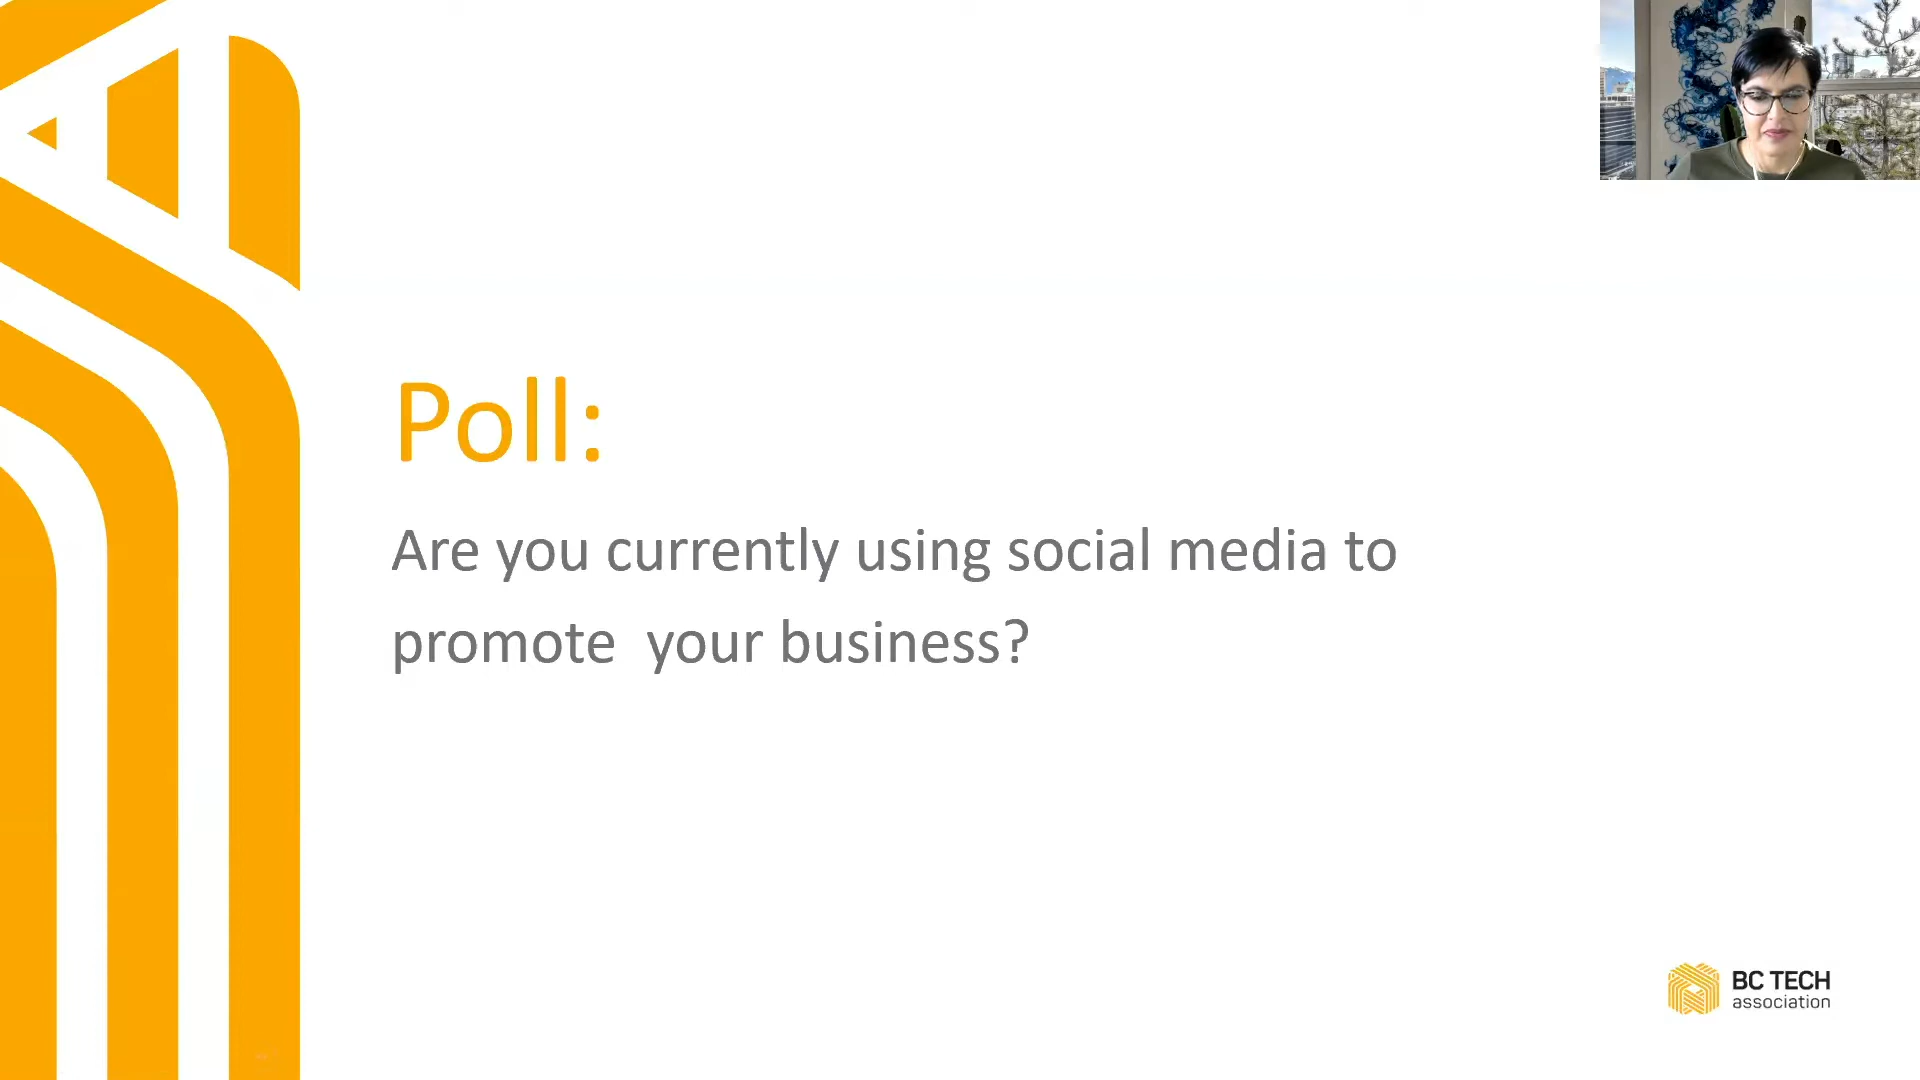 Poll:
Are you currently using social media to
promote  your business?
BC TECH
association